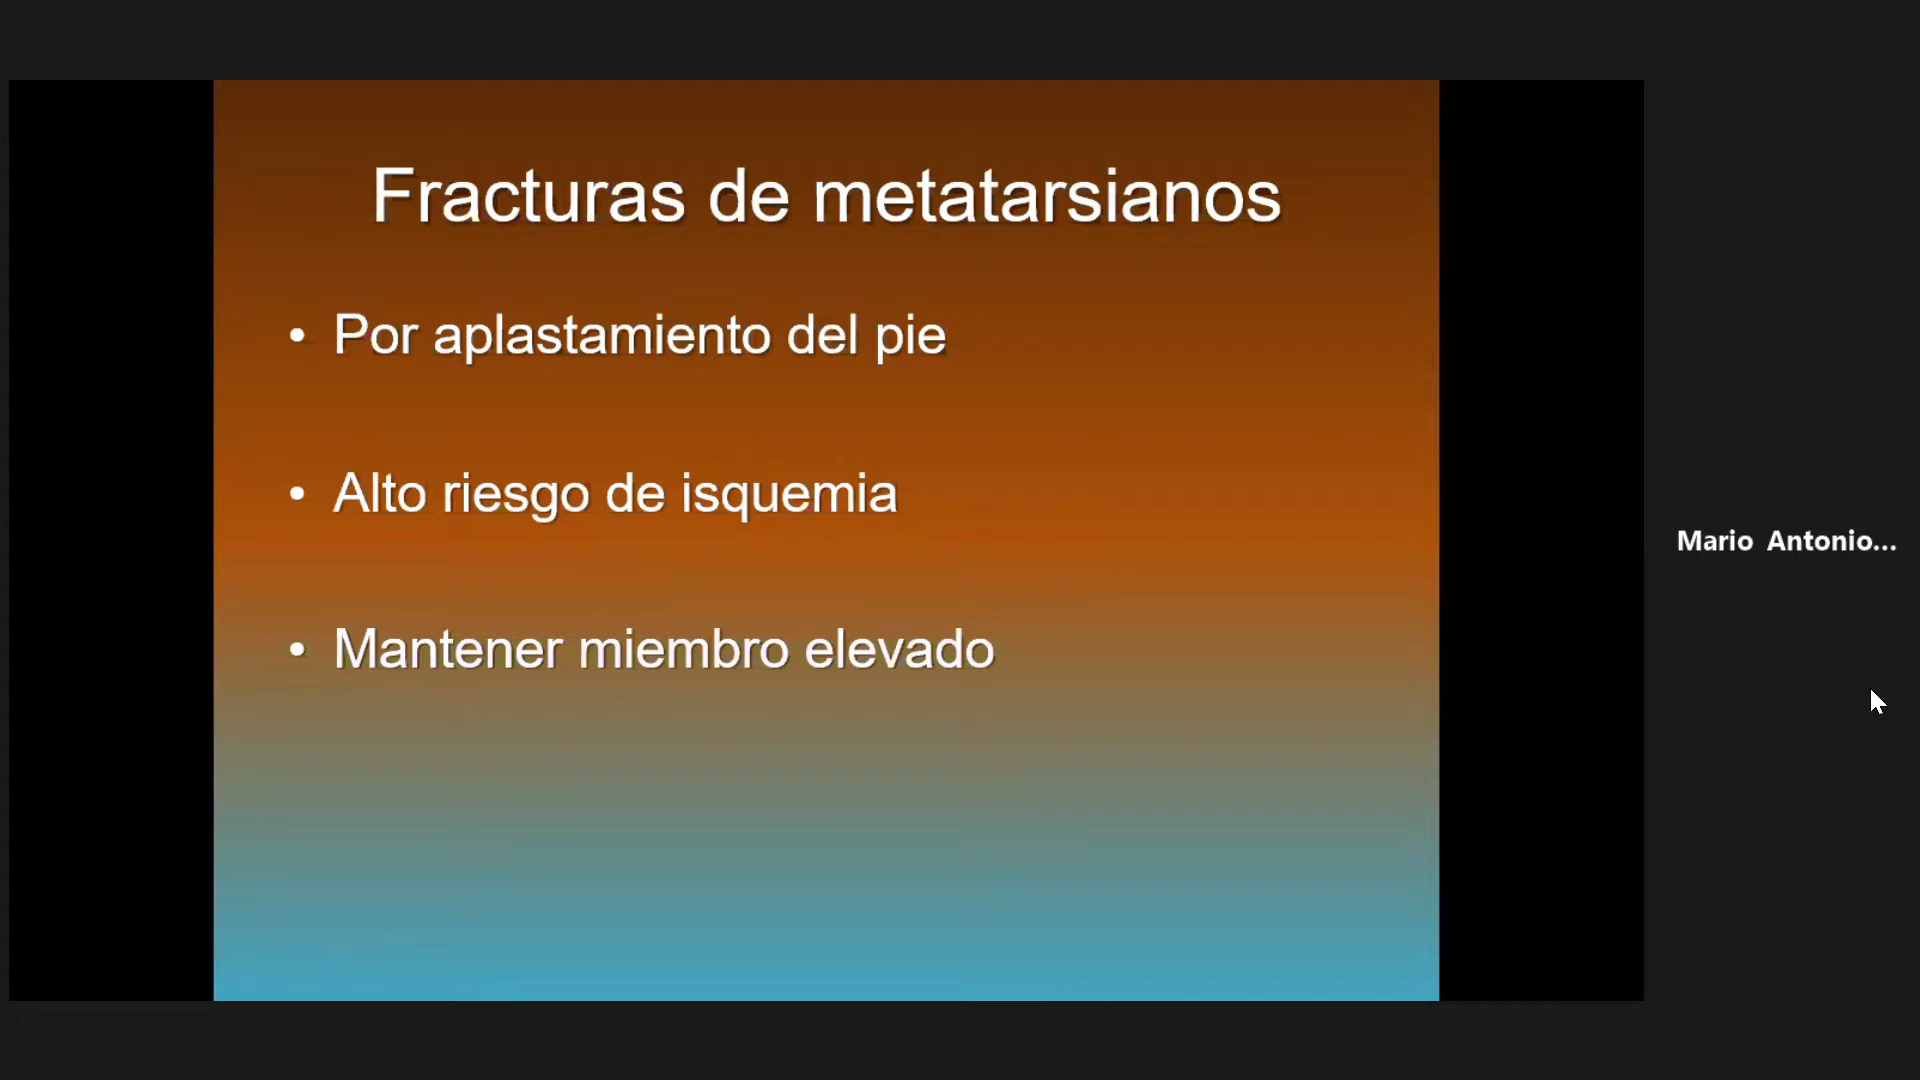 Fracturas de metatarsianos
• Por aplastamiento del pie
• Alto riesgo de isquemia
• Mantener miembro elevado
Mario Antonio...